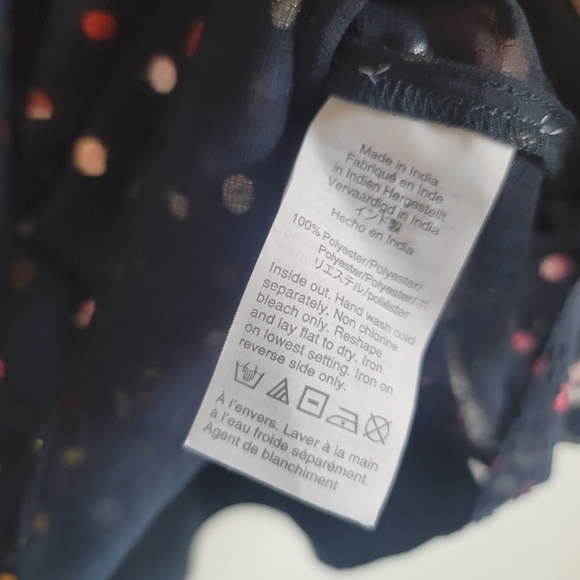 Made in India
Fabriqué en Inde
in Indien Hergestellt
Vervaardigd in India
インド製
Hecho en India
100% Polyester/Polyester/
Polyester/Polyester/ポ
リエステル/poliéster
Inside out. Hand wash cold
separately. Non chlorine
bleach only. Reshape
and lay flat to dry. Iron
on lowest setting. Iron on
reverse side only.
À l'envers. Laver à la main
à l'eau froide séparément.
Agent de blanchiment